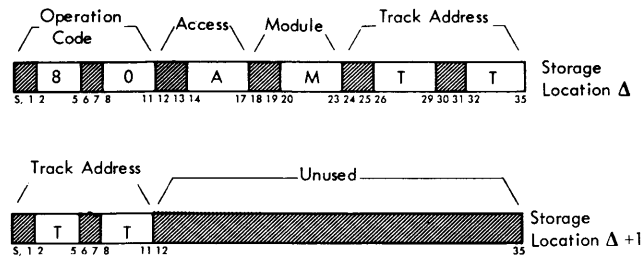 Operation
Code
Access
Module
Track Address
8 0 A M T T
Storage
Location Δ
S, 1 2 5 6 7 8 11 12 13 14 17 18 19 20 23 24 25 26 29 30 31 32 35
Track Address
Unused
T T
Storage
Location Δ +1
S, 1 2 5 6 7 8 11 12 35